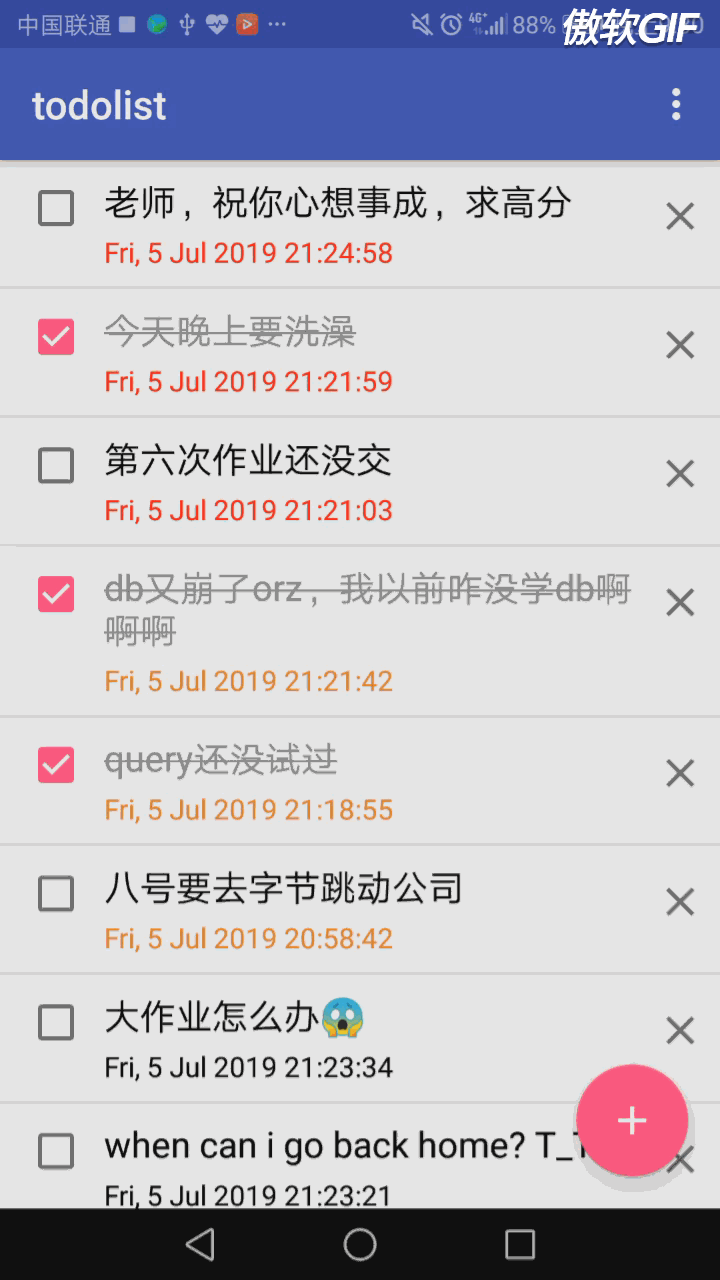 中国联通 4G+ 88% 傲软GIF
todolist
老师，祝你心想事成，求高分
Fri, 5 Jul 2019 21:24:58
今天晚上要洗澡
Fri, 5 Jul 2019 21:21:59
第六次作业还没交
Fri, 5 Jul 2019 21:21:03
db又崩了orz，我以前咋没学db啊
啊啊
Fri, 5 Jul 2019 21:21:42
query还没试过
Fri, 5 Jul 2019 21:18:55
八号要去字节跳动公司
Fri, 5 Jul 2019 20:58:42
大作业怎么办😱
Fri, 5 Jul 2019 21:23:34
when can i go back home? T_T
Fri, 5 Jul 2019 21:23:21